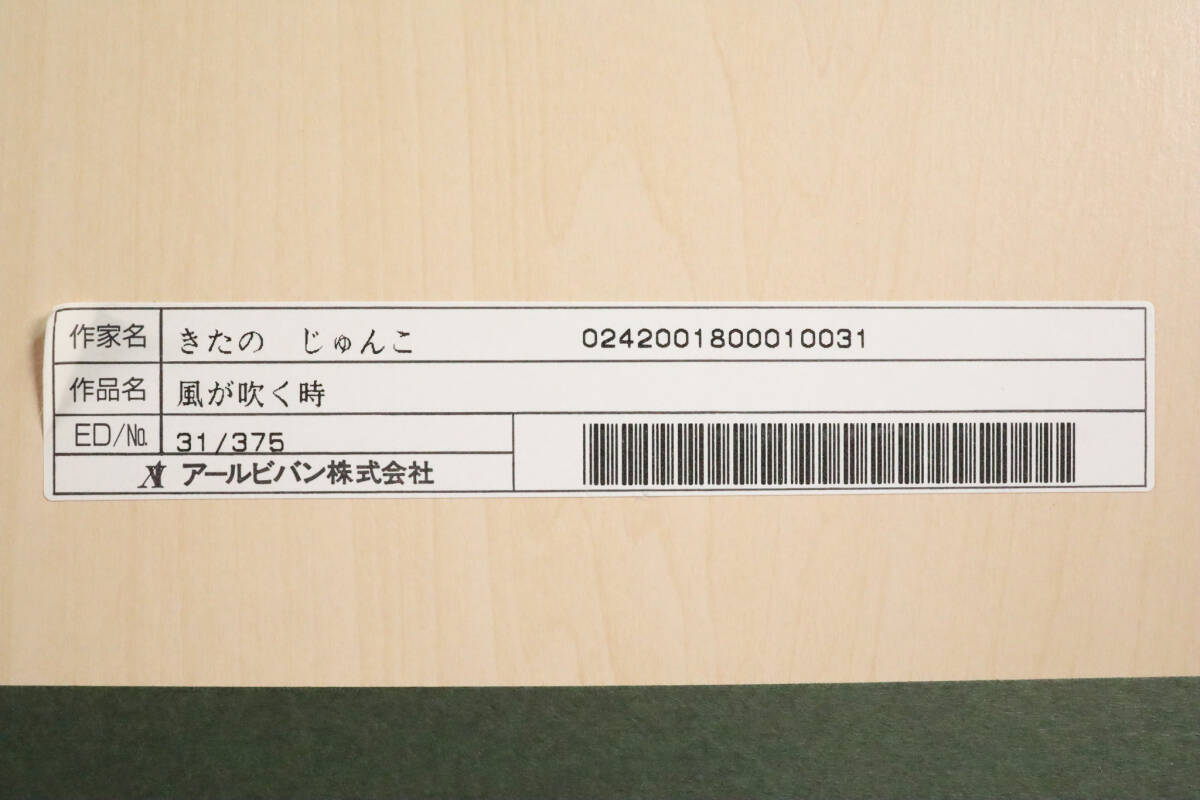 作家名 きたの じゅんこ 0242001800010031
作品名 風が吹く時
ED/No. 31/375
アールビバン株式会社